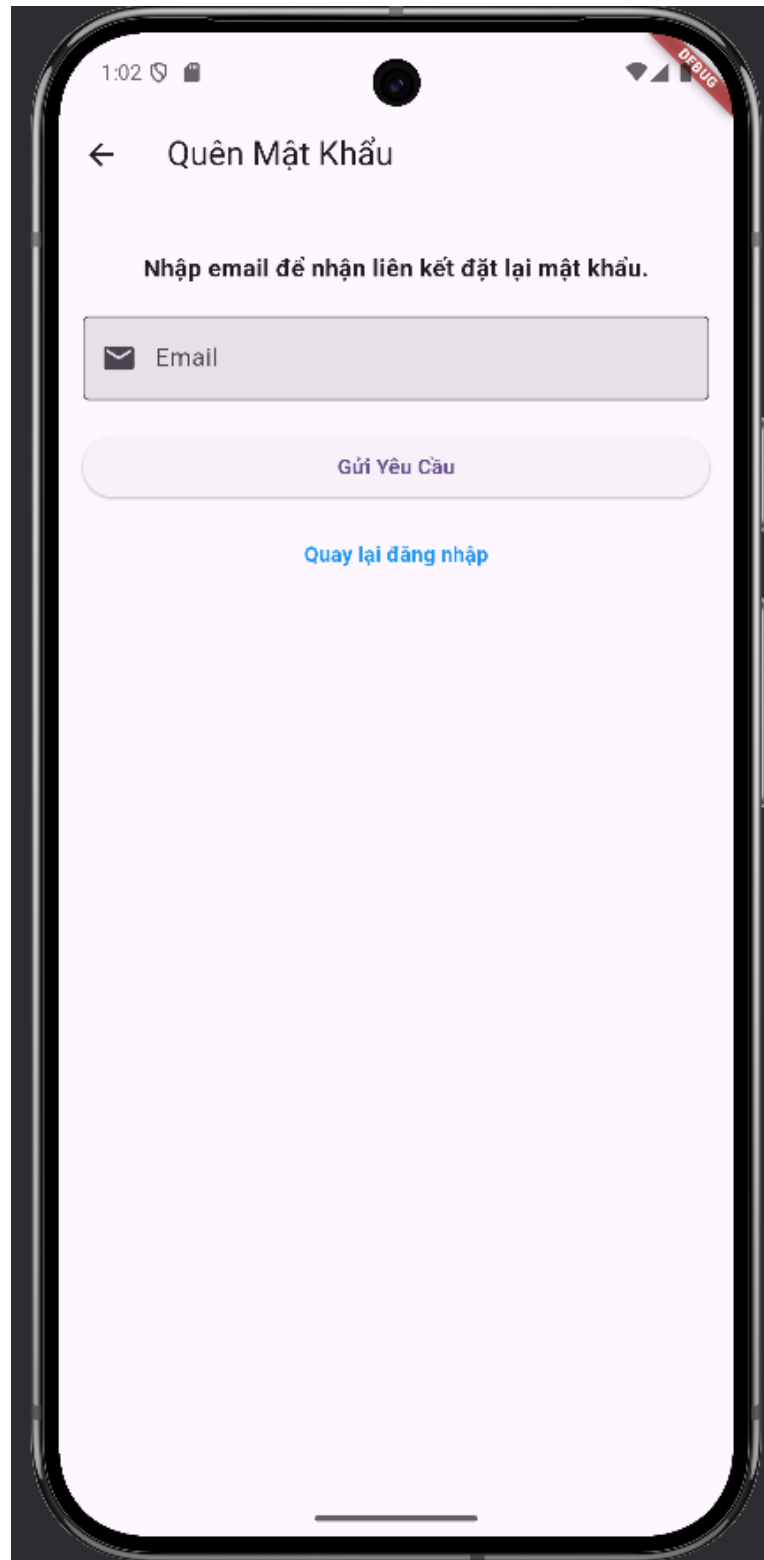 1:02
DEBUG
Quên Mật Khẩu
Nhập email để nhận liên kết đặt lại mật khẩu.
Email
Gửi Yêu Cầu
Quay lại đăng nhập